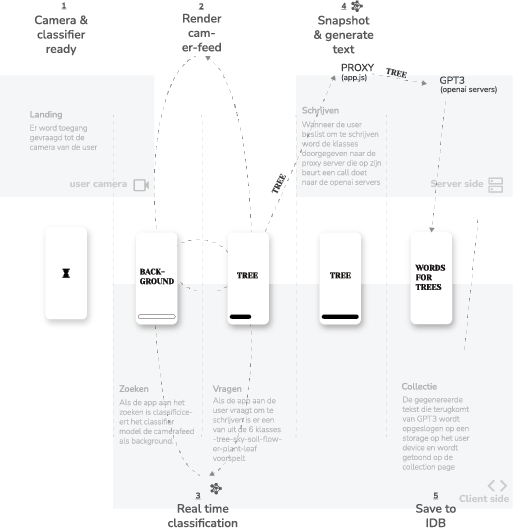 1
Camera &
classifier
ready
2
Render
cam-
er-feed
4
Snapshot
& generate
text
PROXY
(app.js)
TREE
GPT3
(openai servers)
Landing
Er word toegang
gevraagd tot de
camera van de user
user camera
Schrijven
Wanneer de user
beslist om te schrijven
word de klasses
doorgegeven naar de
proxy server die op zijn
beurt een call doet
naar de openai servers
Server side
TREE
BACK-
GROUND
TREE
TREE
WORDS
FOR
TREES
Zoeken
Als de app aan het
zoeken is classificice-
ert het classifier
model de camerafeed
als background.
Vragen
Als de app aan de
user vraagt om te
schrijven is er een
van uit de 6 klasses
-tree-sky-soil-flow-
er-plant-leaf
voorspelt
Collectie
De gegenereerde
tekst die terugkomt
van GPT3 wordt
opgeslogen op een
storage op het user
device en wordt
getoond op de
collection page
Client side
3
Real time
classification
5
Save to
IDB